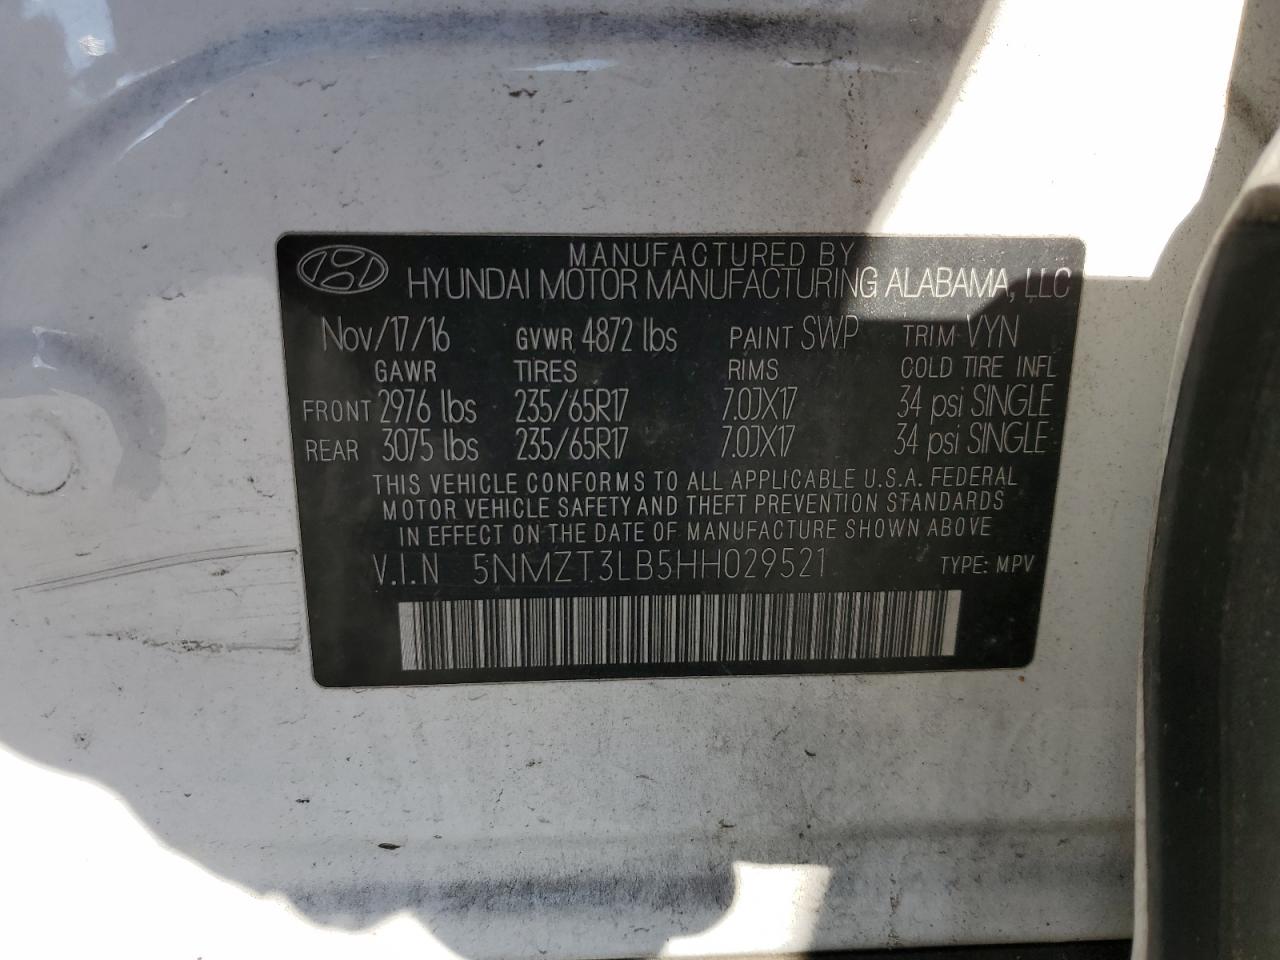 MANUFACTURED BY
HYUNDAI MOTOR MANUFACTURING ALABAMA, LLC
Nov/17/16 GVWR 4872 lbs PAINT SWP TRIM VYN
GAWR TIRES RIMS COLD TIRE INFL
FRONT 2976 lbs 235/65R17 7.0JX17 34 psi SINGLE
REAR 3075 lbs 235/65R17 7.0JX17 34 psi SINGLE
THIS VEHICLE CONFORMS TO ALL APPLICABLE U.S.A. FEDERAL
MOTOR VEHICLE SAFETY AND THEFT PREVENTION STANDARDS
IN EFFECT ON THE DATE OF MANUFACTURE SHOWN ABOVE
V.I.N 5NMZT3LB5HH029521 TYPE: MPV